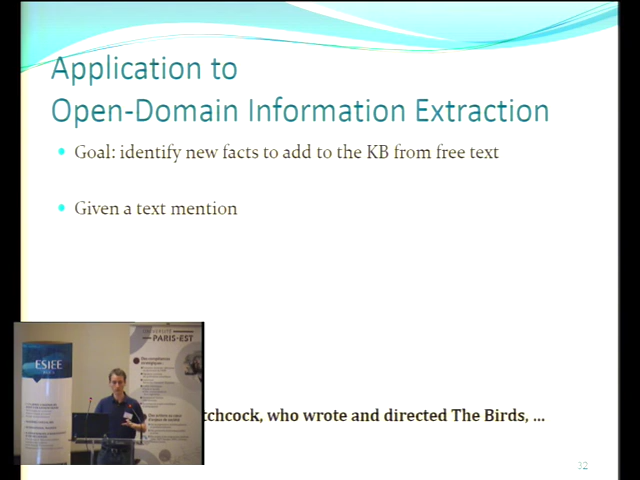 Application to
Open-Domain Information Extraction
Goal: identify new facts to add to the KB from free text
Given a text mention
tchcock, who wrote and directed The Birds, ...
PARIS-EST
ESIEE
32